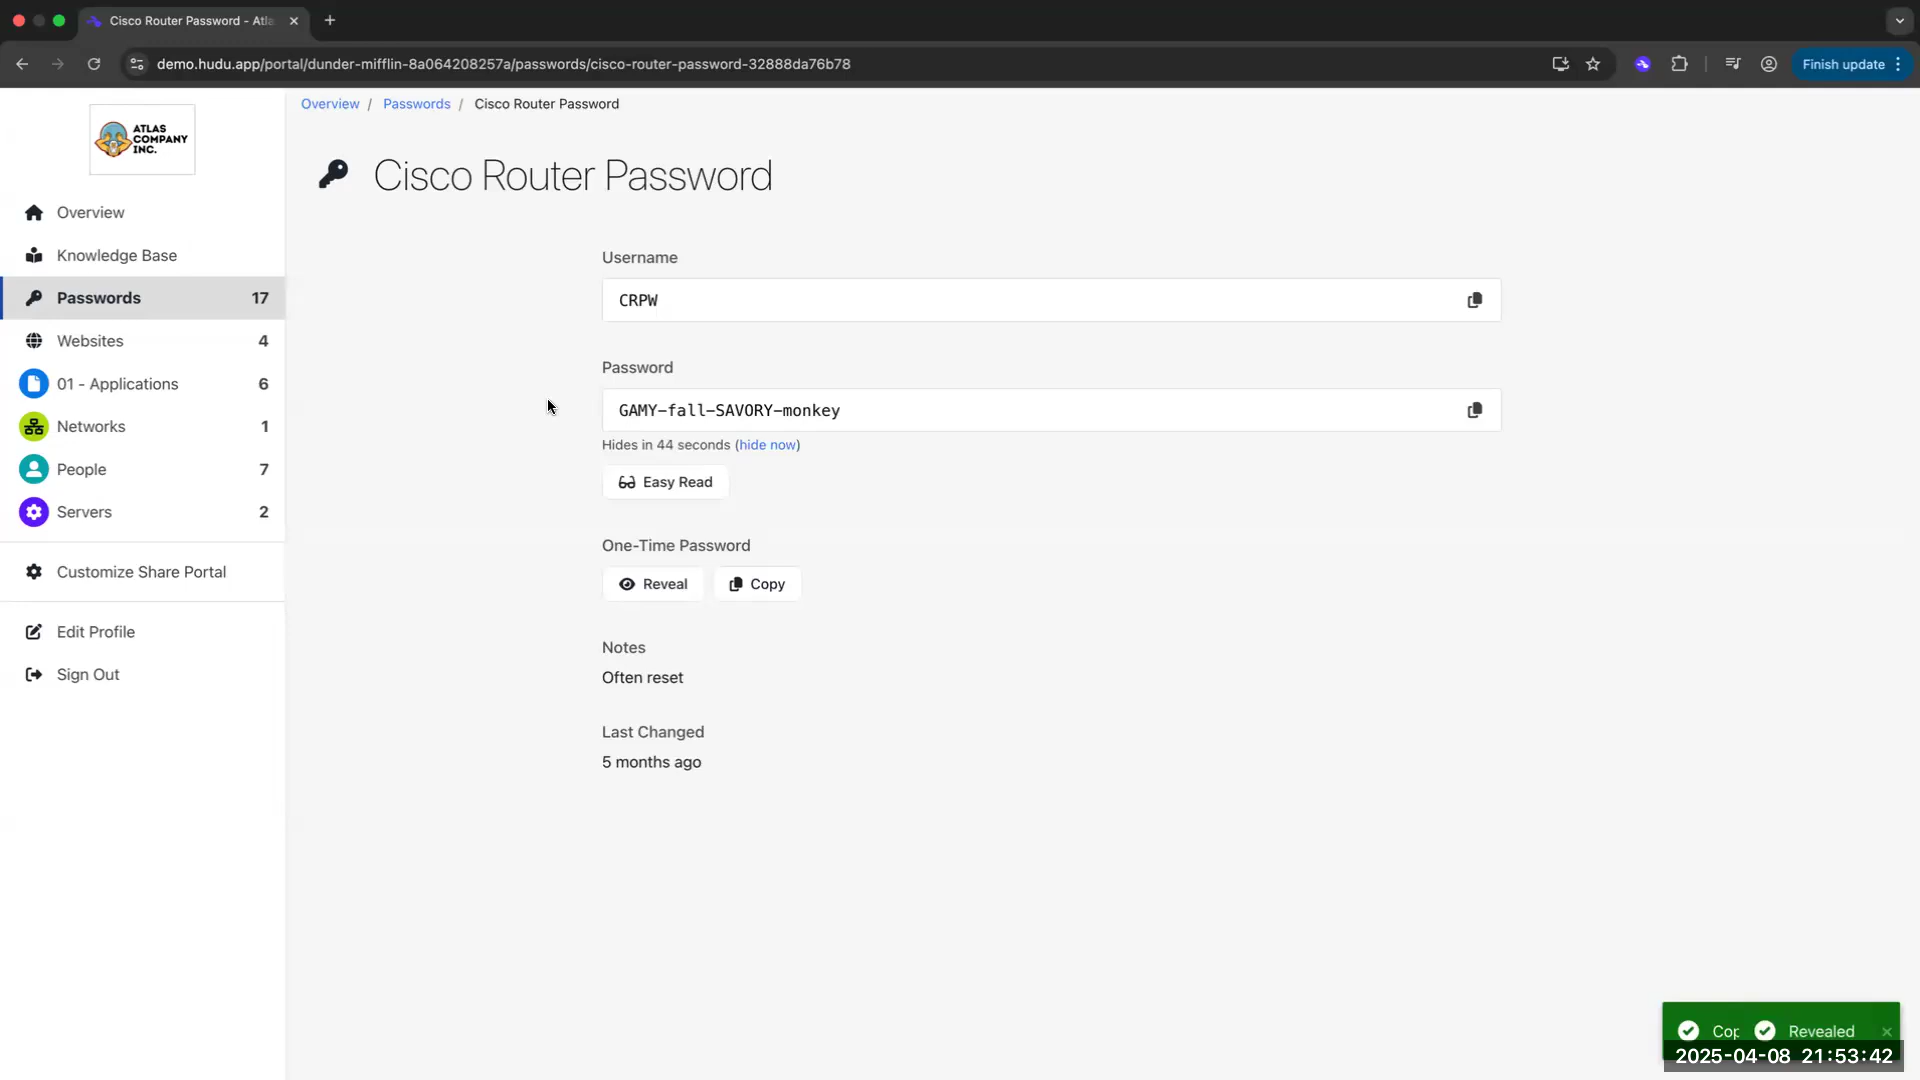 Cisco Router Password - Atla
demo.hudu.app/portal/dunder-mifflin-8a064208257a/passwords/cisco-router-password-32888da76b78
Finish update
ATLAS
COMPANY
INC.
Overview / Passwords / Cisco Router Password
Cisco Router Password
Overview
Knowledge Base
Passwords 17
Websites 4
01 - Applications 6
Networks 1
People 7
Servers 2
Customize Share Portal
Edit Profile
Sign Out
Username
CRPW
Password
GAMY-fall-SAVORY-monkey
Hides in 44 seconds (hide now)
Easy Read
One-Time Password
Reveal Copy
Notes
Often reset
Last Changed
5 months ago
Cop Revealed
2025-04-08 21:53:42